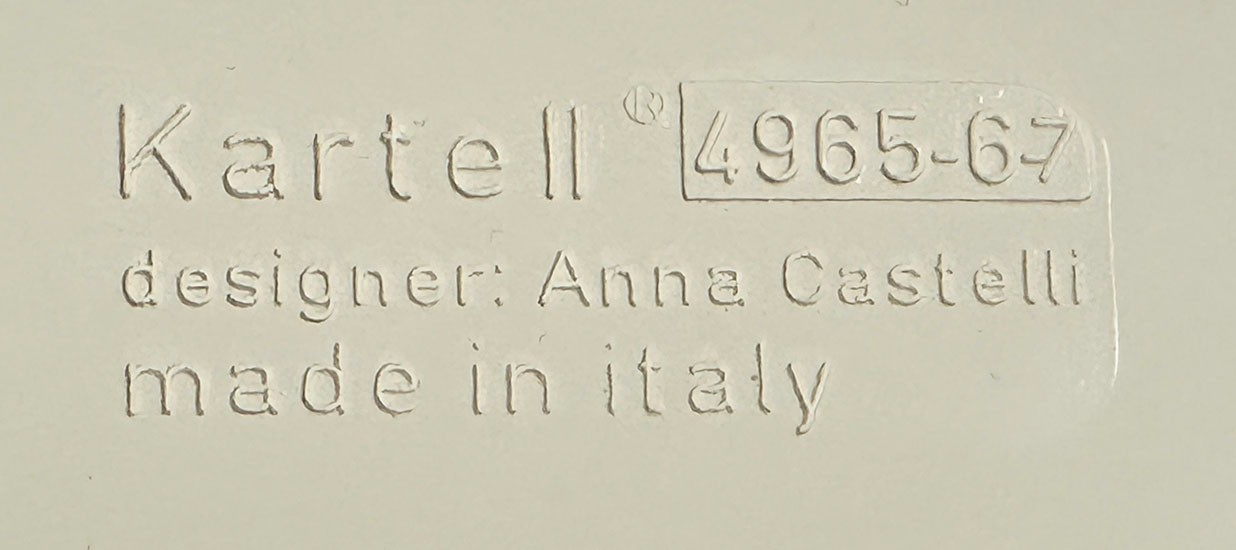 Kartell ® 4965-67
designer: Anna Castelli
made in italy